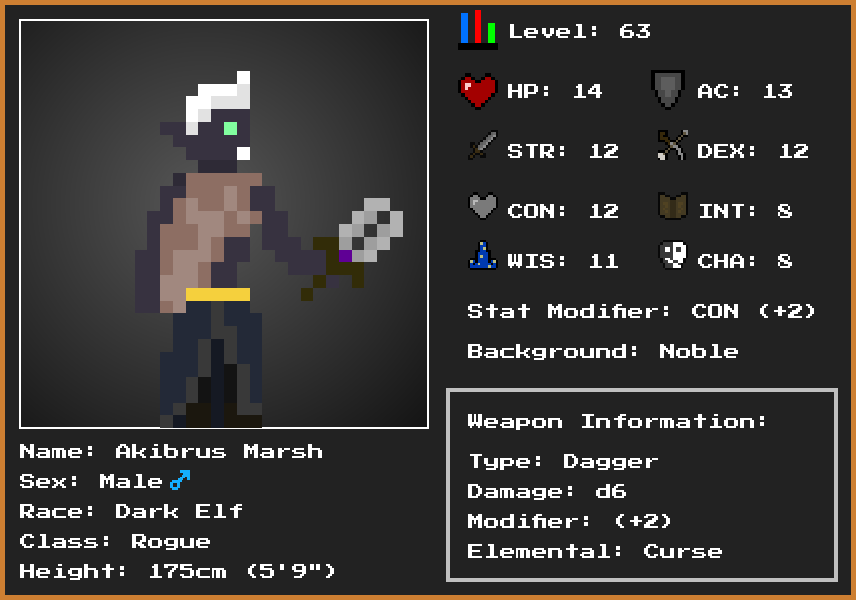 Level: 63
HP: 14
AC: 13
STR: 12
DEX: 12
CON: 12
INT: 8
WIS: 11
CHA: 8
Stat Modifier: CON (+2)
Background: Noble
Weapon Information:
Type: Dagger
Damage: d6
Modifier: (+2)
Elemental: Curse
Name: Akibrus Marsh
Sex: Male ♂
Race: Dark Elf
Class: Rogue
Height: 175cm (5'9")